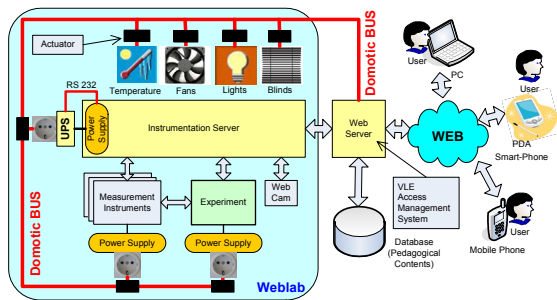 Actuator
Temperature
Fans
Lights
Blinds
Domotic BUS
User
PC
RS 232
UPS
Power
Supply
Instrumentation Server
Web
Server
WEB
User
PDA
Smart-Phone
Measurement
Instruments
Experiment
Web
Cam
VLE
Access
Management
System
Power Supply
Power Supply
Database
(Pedagogical
Contents)
User
Mobile Phone
Domotic BUS
Weblab